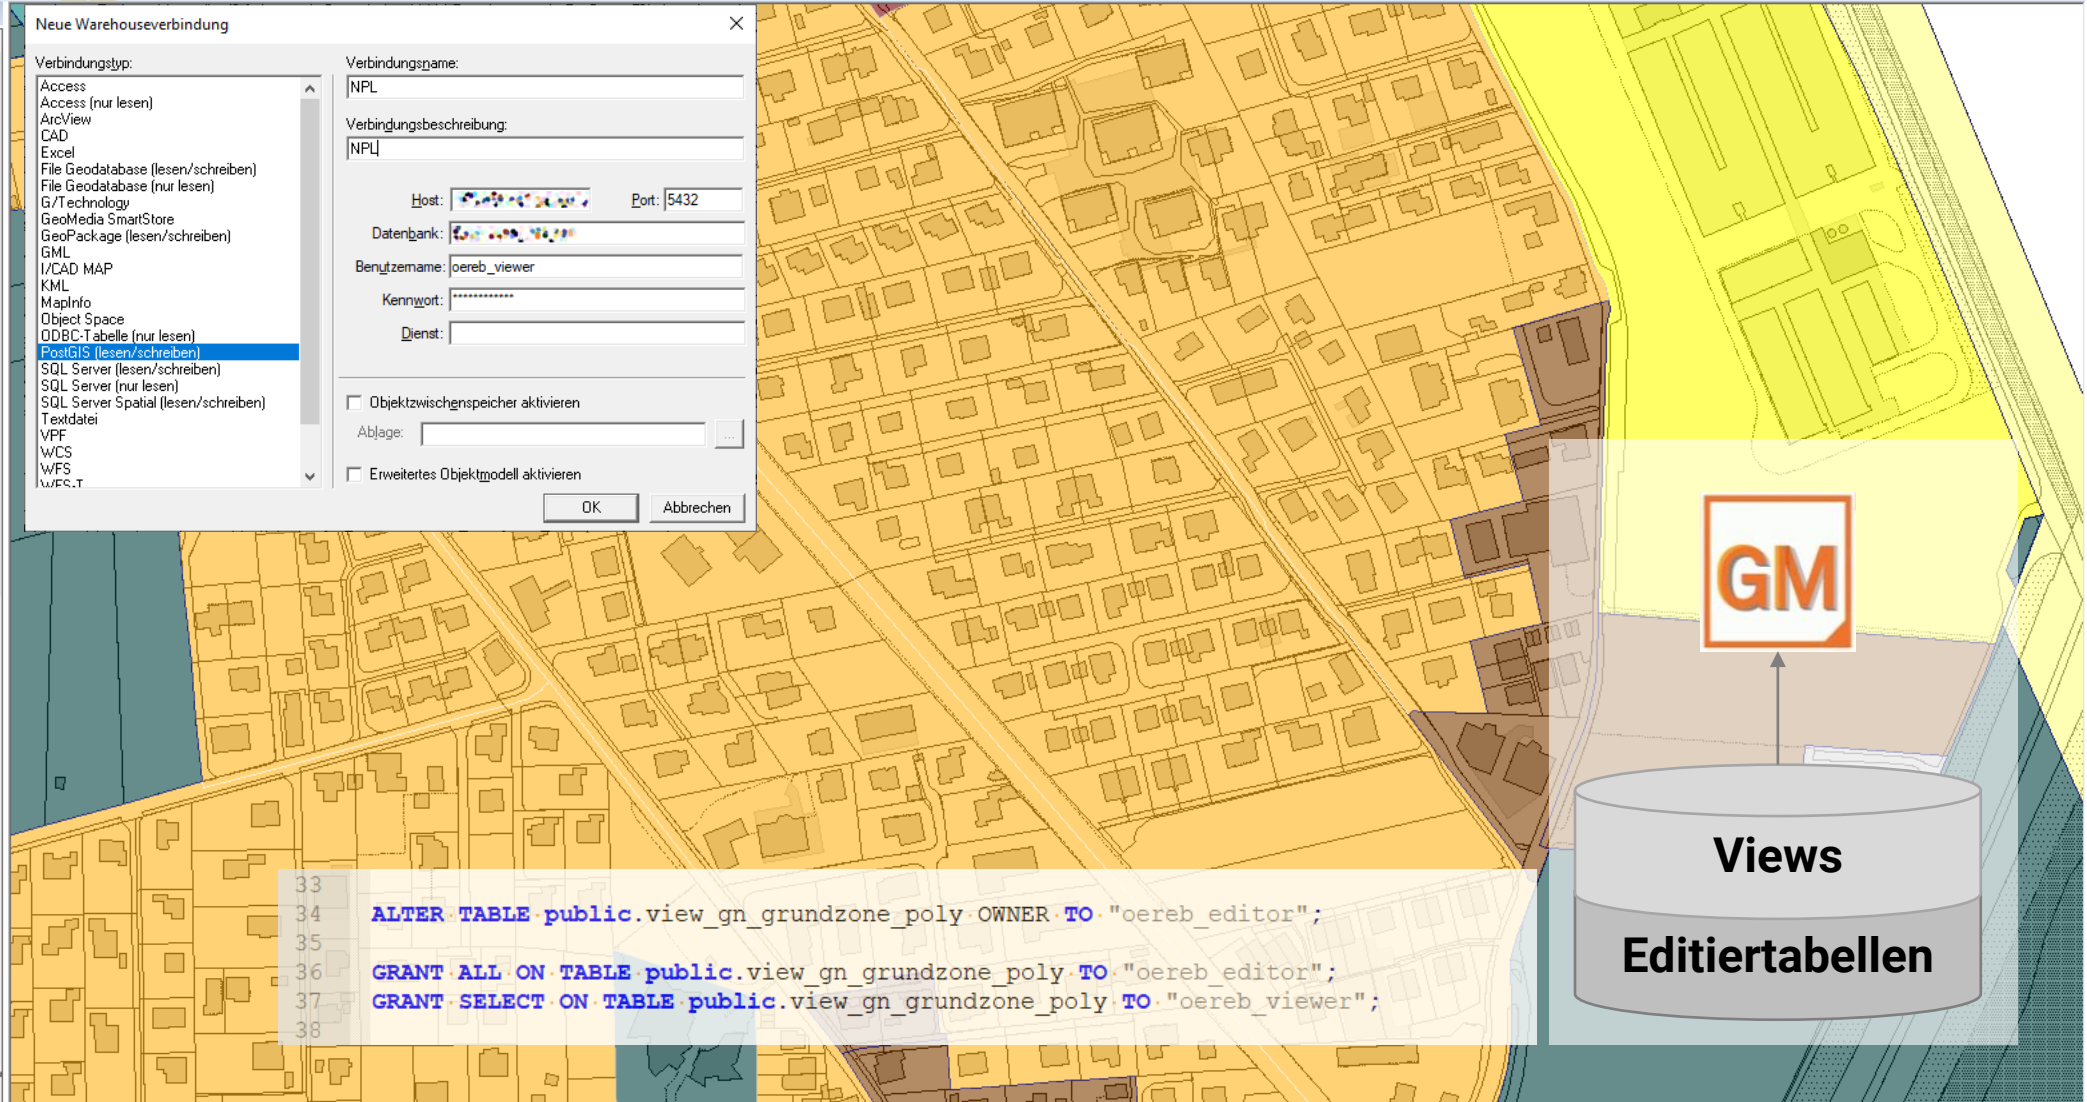 Neue Warehouseverbindung
Verbindungstyp:
Access
Access (nur lesen)
ArcView
CAD
Excel
File Geodatabase (lesen/schreiben)
File Geodatabase (nur lesen)
G/Technology
GeoMedia SmartStore
GeoPackage (lesen/schreiben)
GML
I/CAD MAP
KML
MapInfo
Object Space
ODBC-Tabelle (nur lesen)
PostGIS (lesen/schreiben)
SQL Server (lesen/schreiben)
SQL Server (nur lesen)
SQL Server Spatial (lesen/schreiben)
Textdatei
VPF
WCS
WFS
WFS-T
Verbindungsname:
NPL
Verbindungsbeschreibung:
NPL
Host:
Port: 5432
Datenbank:
Benutzername: oereb_viewer
Kennwort: ************
Dienst:
Objektzwischenspeicher aktivieren
Ablage:
...
Erweitertes Objektmodell aktivieren
OK
Abbrechen
GM
Views
Editiertabellen
33
34 ALTER TABLE public.view_gn_grundzone_poly OWNER TO "oereb_editor";
35
36 GRANT ALL ON TABLE public.view_gn_grundzone_poly TO "oereb_editor";
37 GRANT SELECT ON TABLE public.view_gn_grundzone_poly TO "oereb_viewer";
38